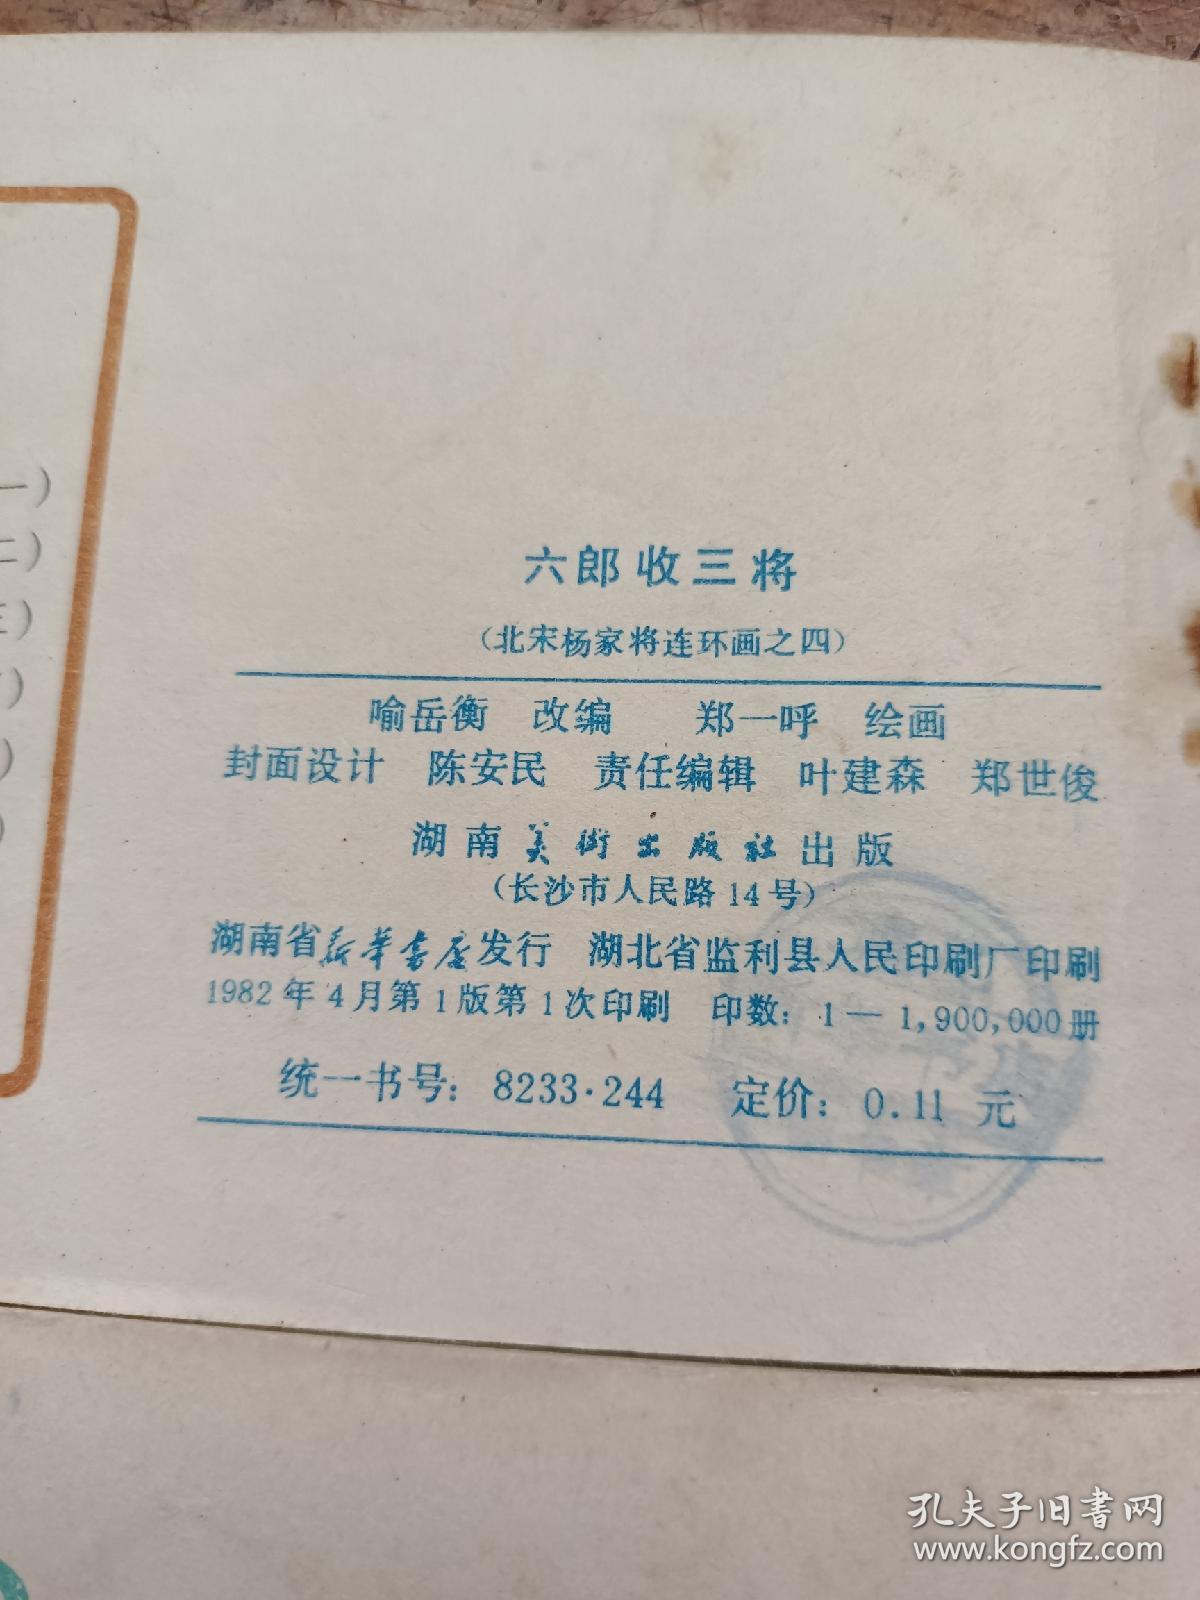 一）
二）
三）
）
）
）
六郎收三将
（北宋杨家将连环画之四）
喻岳衡 改编 郑一呼 绘画
封面设计 陈安民 责任编辑 叶建森 郑世俊
湖南美術出版社出版
（长沙市人民路14号）
湖南省新华书店发行 湖北省监利县人民印刷厂印刷
1982年4月第1版第1次印刷 印数：1—1,900,000册
统一书号：8233·244 定价：0.11元
孔夫子旧书网
www.kongfz.com